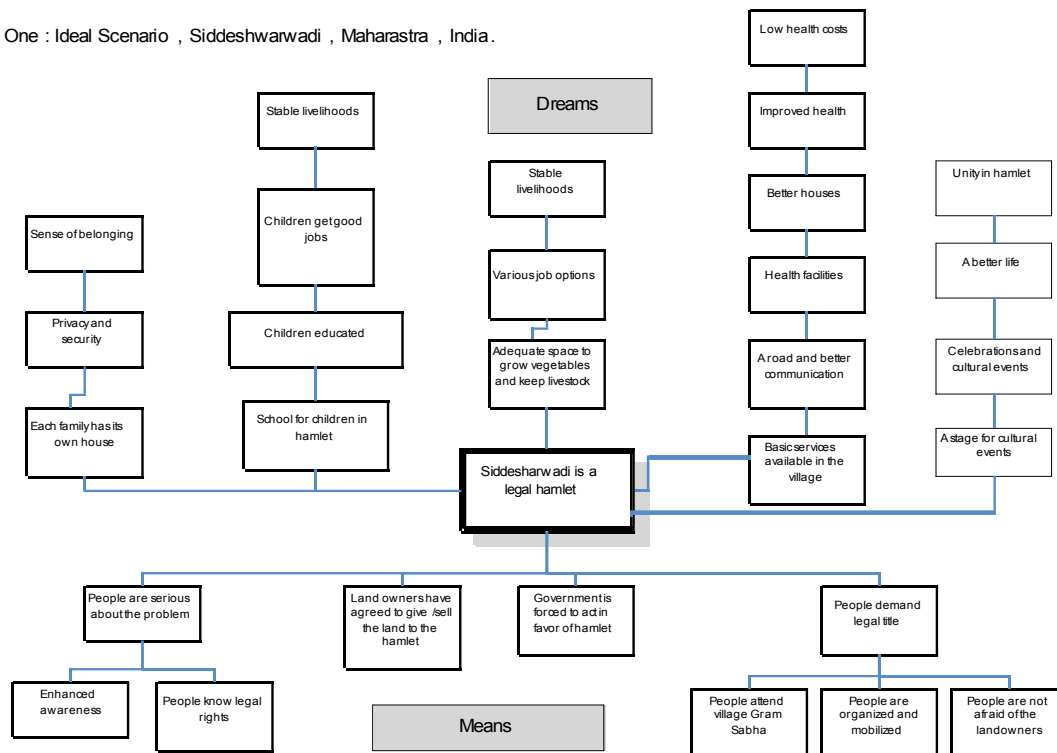 One : Ideal Scenario , Siddeshwarwadi , Maharastra , India.
Dreams
Low health costs
Stable livelihoods
Improved health
Stable
livelihoods
Unity in hamlet
Better houses
Children get good
jobs
Sense of belonging
Various job options
Health facilities
A better life
Privacy and
security
Children educated
Adequate space to
grow vegetables
and keep livestock
A road and better
communication
Celebrations and
cultural events
Each family has its
own house
School for children in
hamlet
Basic services
available in the
village
A stage for cultural
events
Siddesharwadi is a
legal hamlet
People are serious
about the problem
Land owners have
agreed to give /sell
the land to the
hamlet
Government is
forced to act in
favor of hamlet
People demand
legal title
Enhanced
awareness
People know legal
rights
Means
People attend
village Gram
Sabha
People are
organized and
mobilized
People are not
afraid of the
landowners